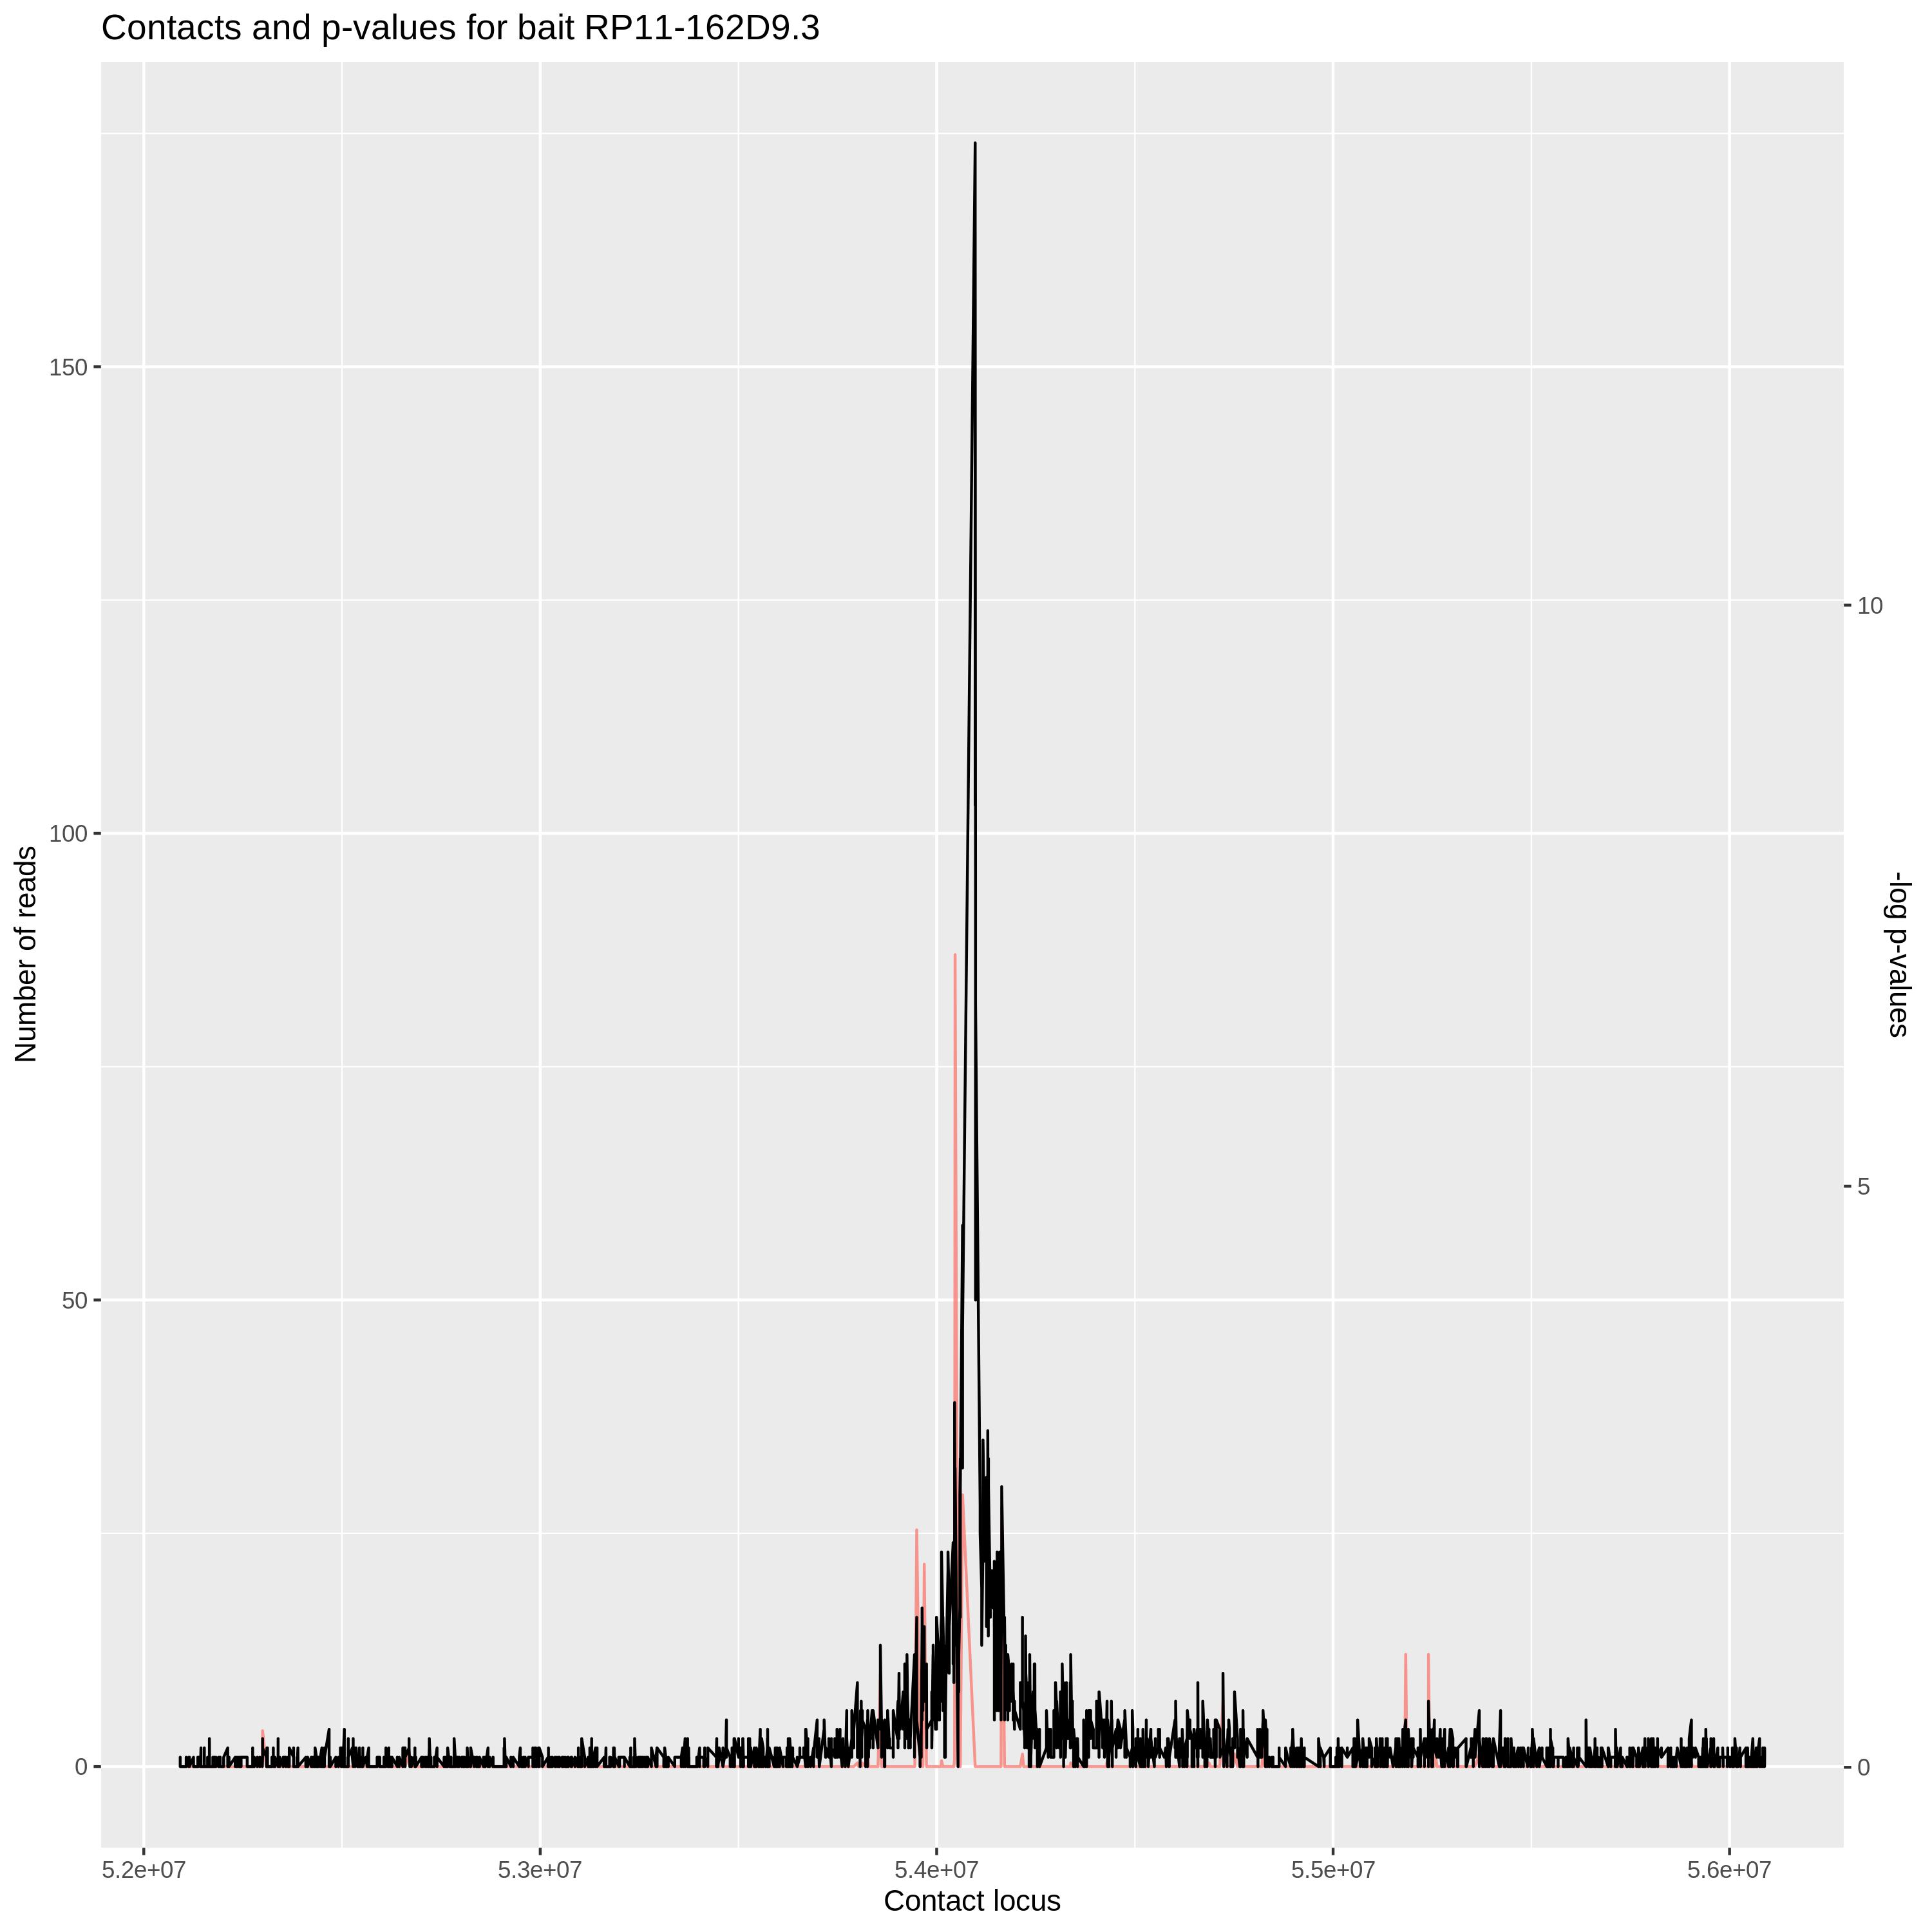 Contacts and p-values for bait RP11-162D9.3
150
100
50
0
Number of reads
10
5
0
-log p-values
5.2e+07
5.3e+07
5.4e+07
5.5e+07
5.6e+07
Contact locus